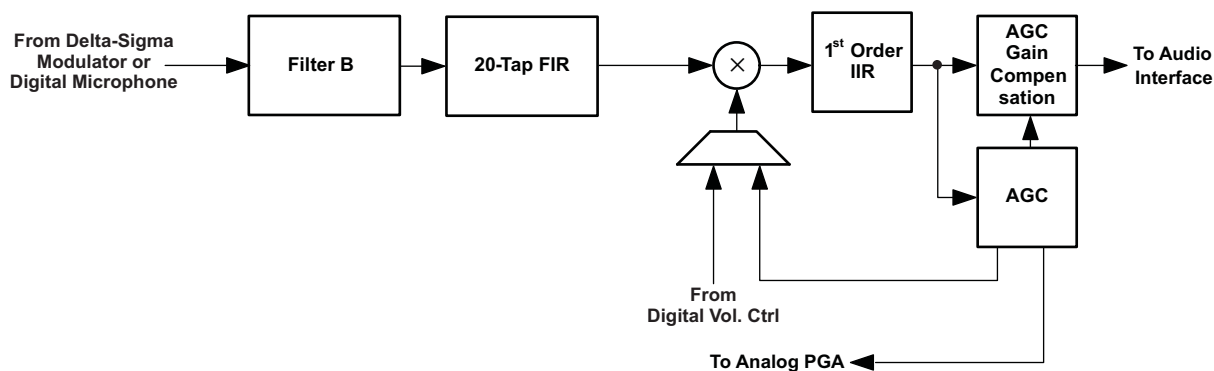 From Delta-Sigma
Modulator or
Digital Microphone
Filter B
20-Tap FIR
×
1st Order
IIR
AGC
Gain
Compen
sation
To Audio
Interface
AGC
From
Digital Vol. Ctrl
To Analog PGA